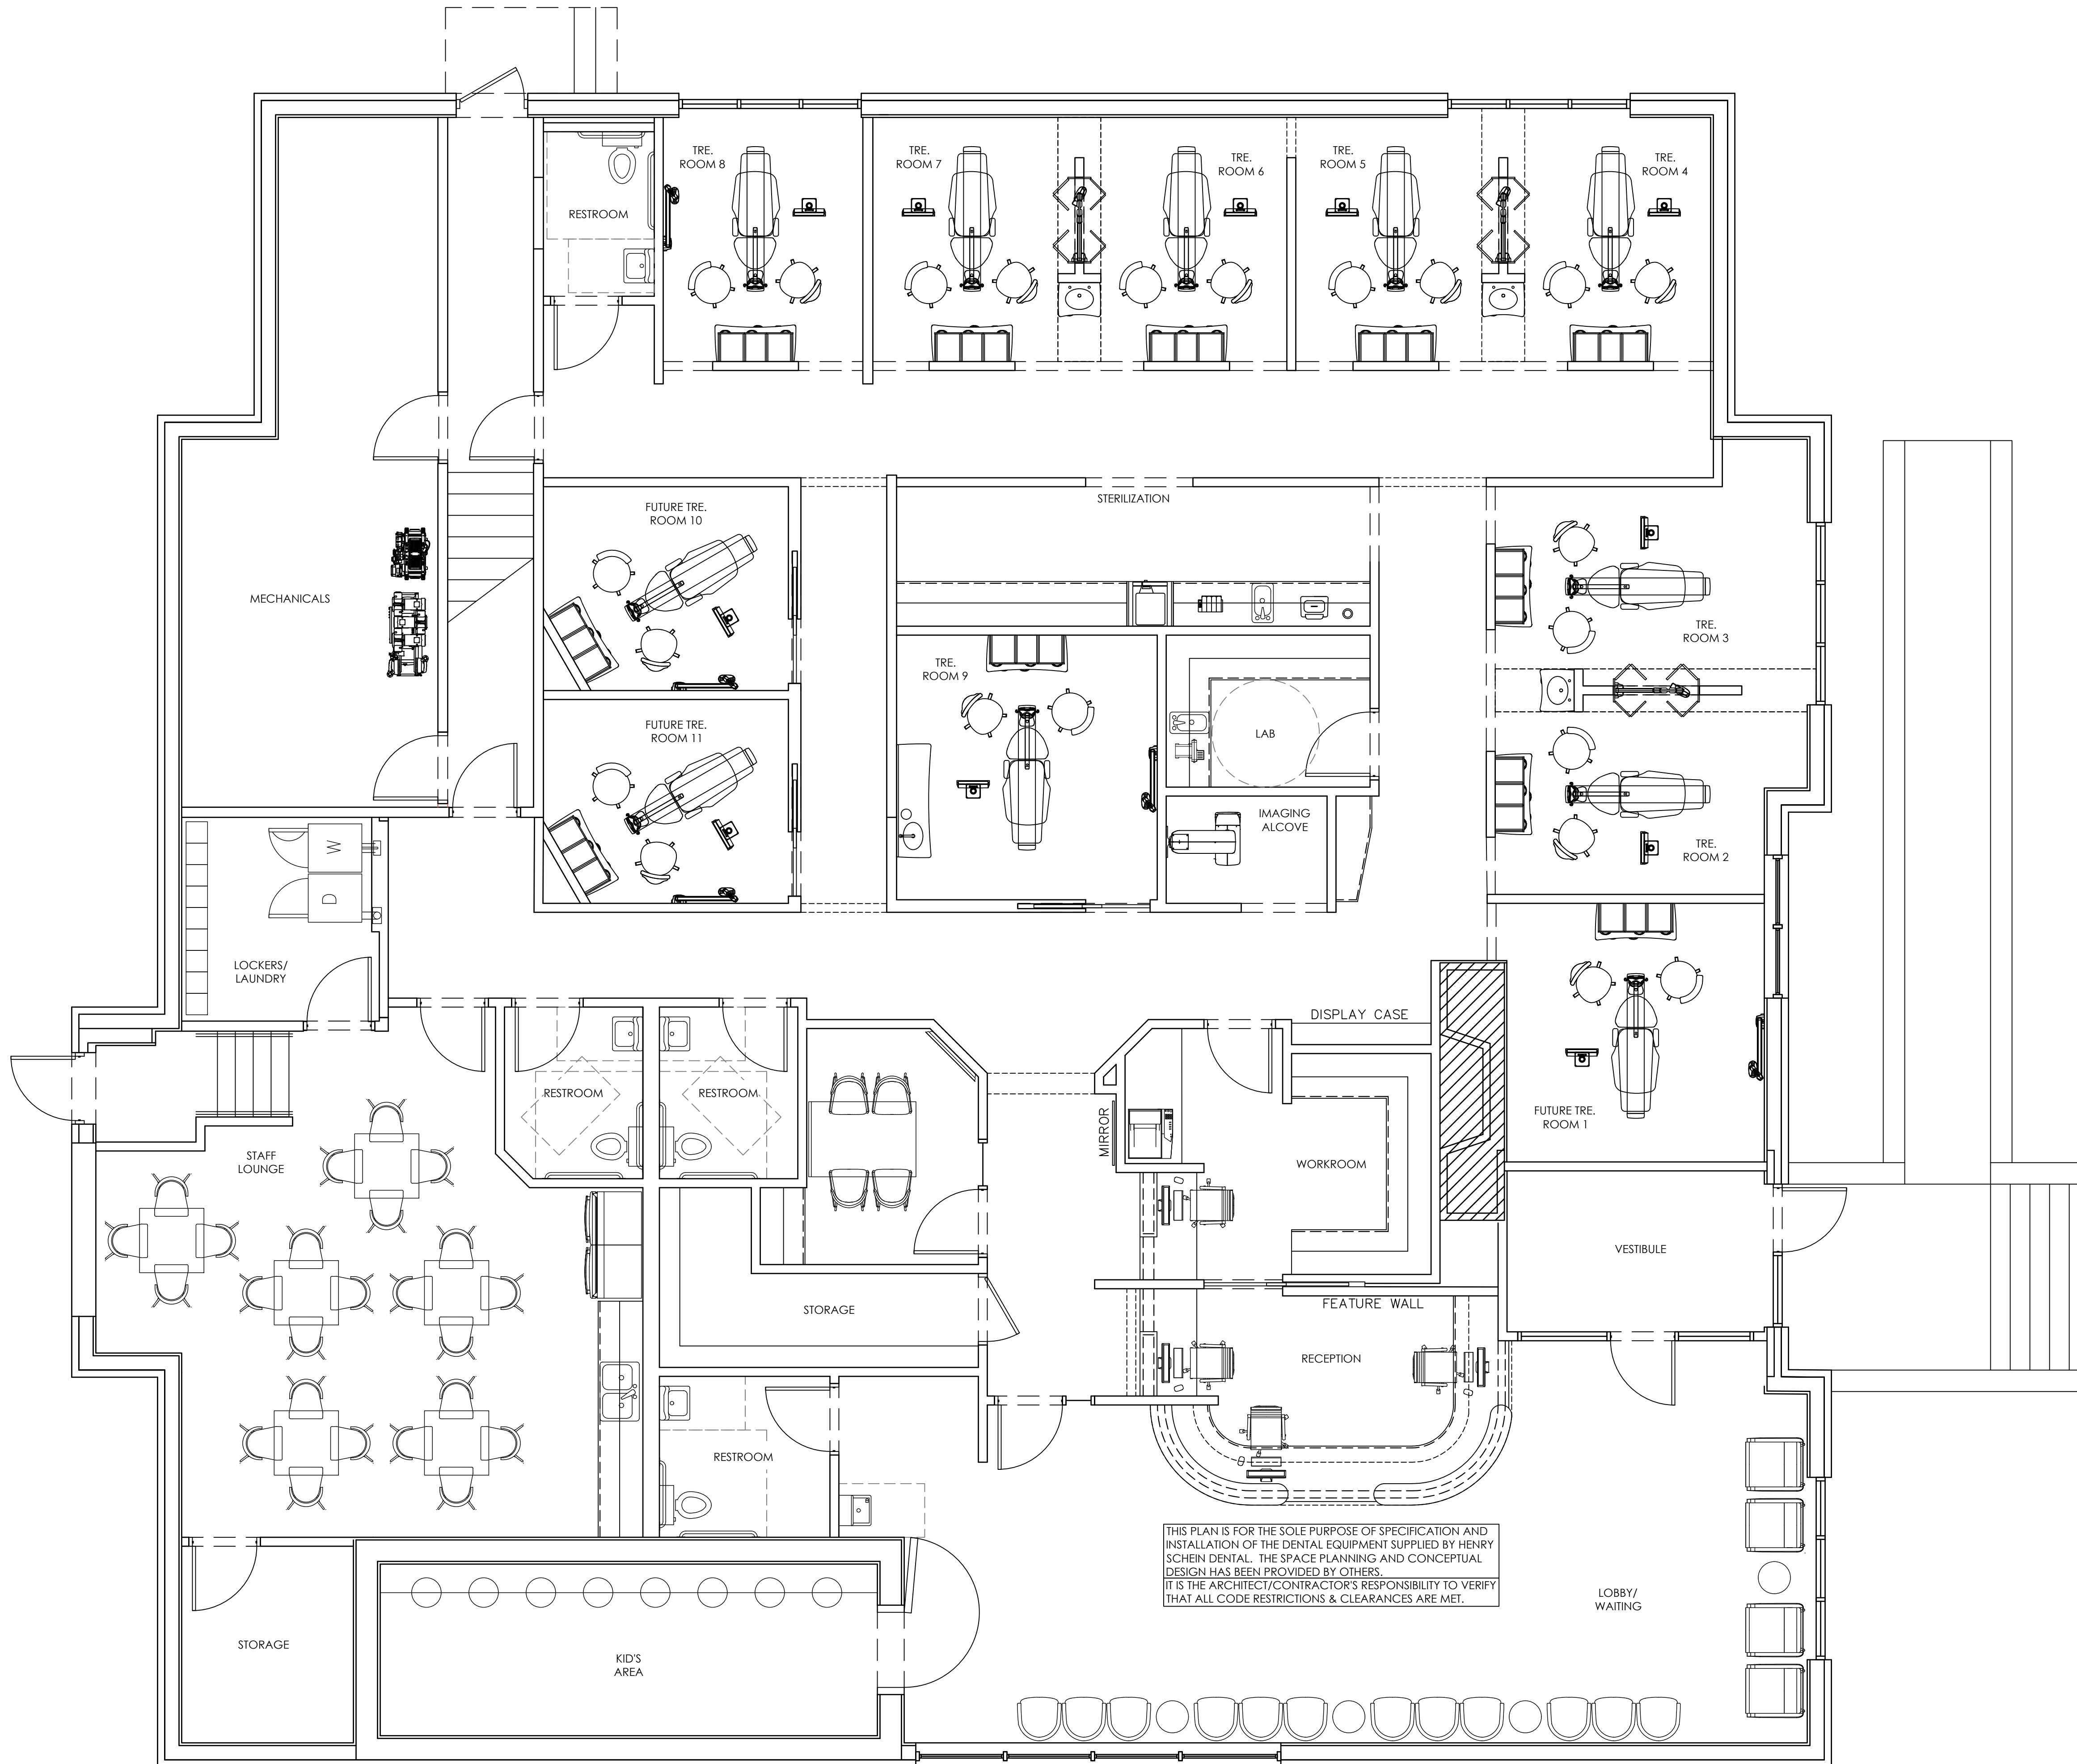 TRE.
ROOM 8
TRE.
ROOM 7
TRE.
ROOM 6
TRE.
ROOM 5
TRE.
ROOM 4
RESTROOM
FUTURE TRE.
ROOM 10
STERILIZATION
MECHANICALS
TRE.
ROOM 3
TRE.
ROOM 9
FUTURE TRE.
ROOM 11
LAB
IMAGING
ALCOVE
W
D
TRE.
ROOM 2
LOCKERS/
LAUNDRY
DISPLAY CASE
RESTROOM
RESTROOM
MIRROR
FUTURE TRE.
ROOM 1
STAFF
LOUNGE
WORKROOM
VESTIBULE
STORAGE
FEATURE WALL
RECEPTION
RESTROOM
THIS PLAN IS FOR THE SOLE PURPOSE OF SPECIFICATION AND
INSTALLATION OF THE DENTAL EQUIPMENT SUPPLIED BY HENRY
SCHEIN DENTAL. THE SPACE PLANNING AND CONCEPTUAL
DESIGN HAS BEEN PROVIDED BY OTHERS.
IT IS THE ARCHITECT/CONTRACTOR'S RESPONSIBILITY TO VERIFY
THAT ALL CODE RESTRICTIONS & CLEARANCES ARE MET.
LOBBY/
WAITING
STORAGE
KID'S
AREA